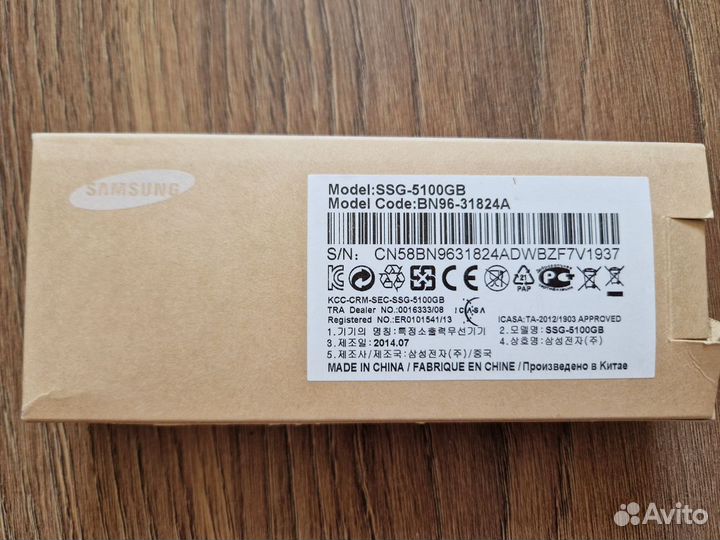 SAMSUNG
Model:SSG-5100GB
Model Code:BN96-31824A
S/N: CN58BN9631824ADWBZF7V1937
22
PAP
KCC-CRM-SEC-SSG-5100GB
TRA Dealer No.:0016333/08 ICASA
Registered No.:ER0101541/13 ICASA:TA-2012/1903 APPROVED
1.기기의 명칭:특정소출력무선기기 2.모델명:SSG-5100GB
3.제조일:2014.07 4.상호명:삼성전자(주)
5.제조사/제조국:삼성전자(주)/중국
MADE IN CHINA / FABRIQUE EN CHINE / Произведено в Китае
Avito